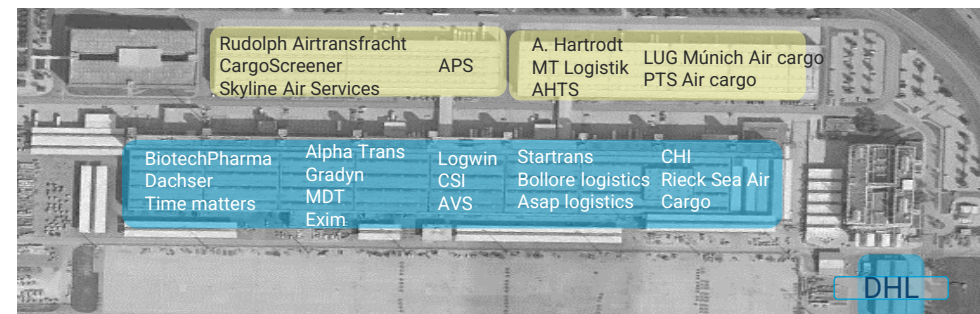 Rudolph Airtransfracht
CargoScreener
Skyline Air Services
APS
A. Hartrodt
MT Logistik
AHTS
LUG Múnich Air cargo
PTS Air cargo
BiotechPharma
Dachser
Time matters
Alpha Trans
Gradyn
MDT
Exim
Logwin
CSI
AVS
Startrans
Bollore logistics
Asap logistics
CHI
Rieck Sea Air
Cargo
DHL